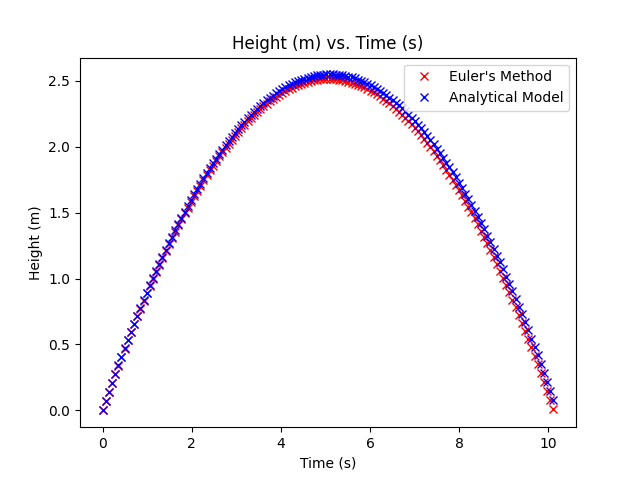 Height (m) vs. Time (s)
Euler's Method
Analytical Model
Height (m)
2.5
2.0
1.5
1.0
0.5
0.0
0 2 4 6 8 10
Time (s)